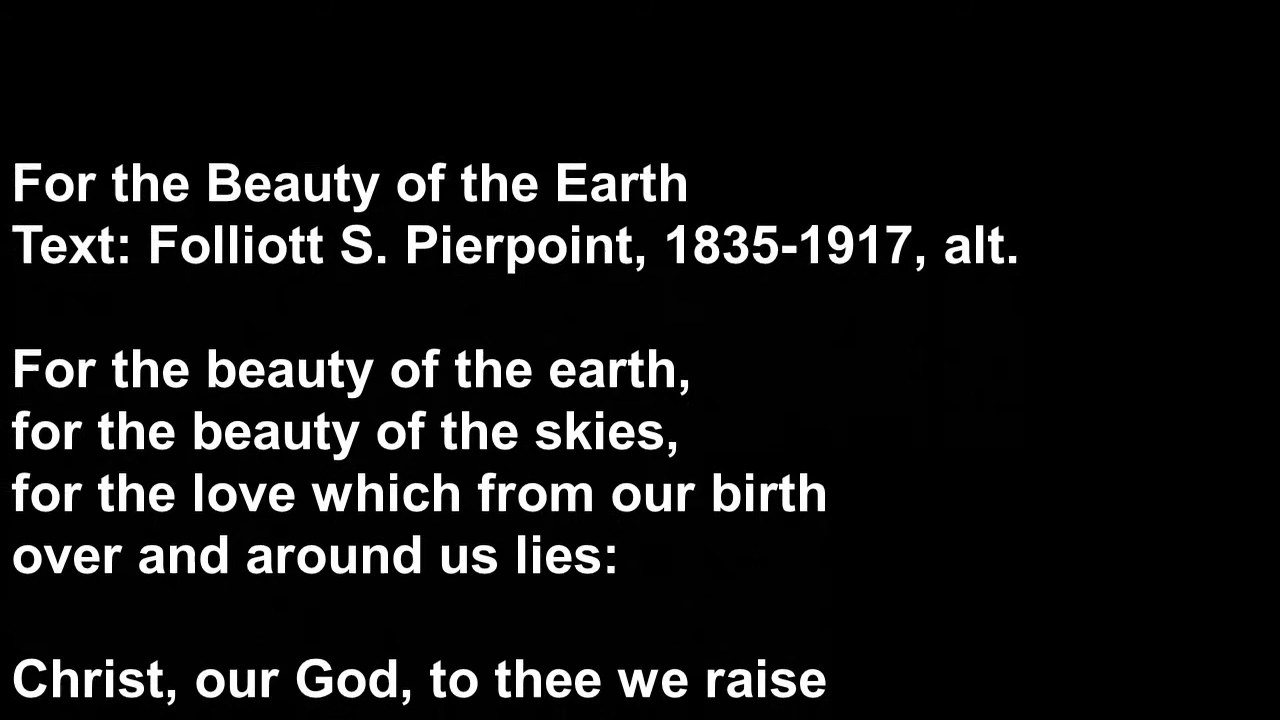 For the Beauty of the Earth
Text: Folliott S. Pierpoint, 1835-1917, alt.
For the beauty of the earth,
for the beauty of the skies,
for the love which from our birth
over and around us lies:
Christ, our God, to thee we raise